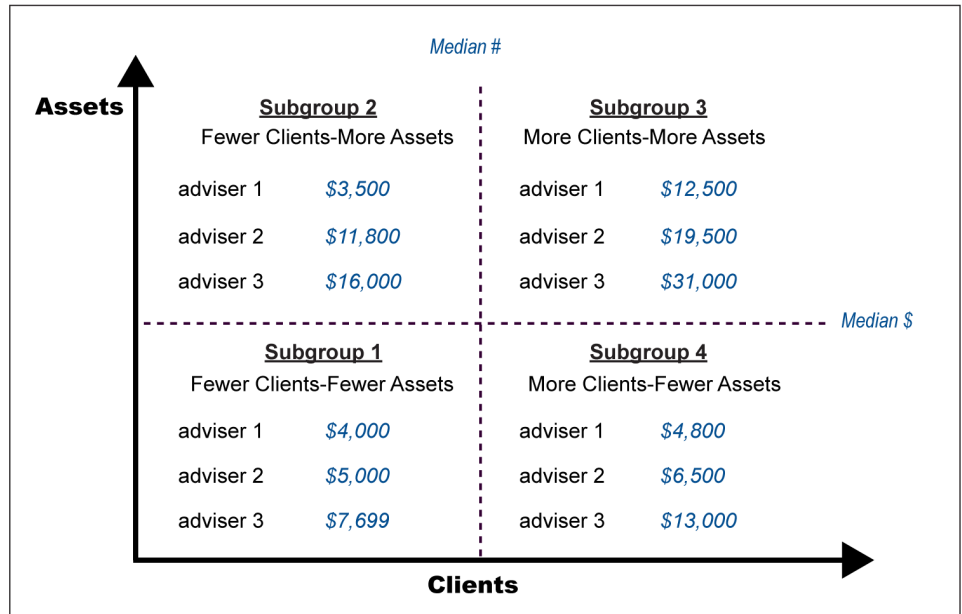 Median #
Assets
Subgroup 2
Fewer Clients-More Assets
adviser 1 $3,500
adviser 2 $11,800
adviser 3 $16,000
Subgroup 3
More Clients-More Assets
adviser 1 $12,500
adviser 2 $19,500
adviser 3 $31,000
Median $
Subgroup 1
Fewer Clients-Fewer Assets
adviser 1 $4,000
adviser 2 $5,000
adviser 3 $7,699
Subgroup 4
More Clients-Fewer Assets
adviser 1 $4,800
adviser 2 $6,500
adviser 3 $13,000
Clients